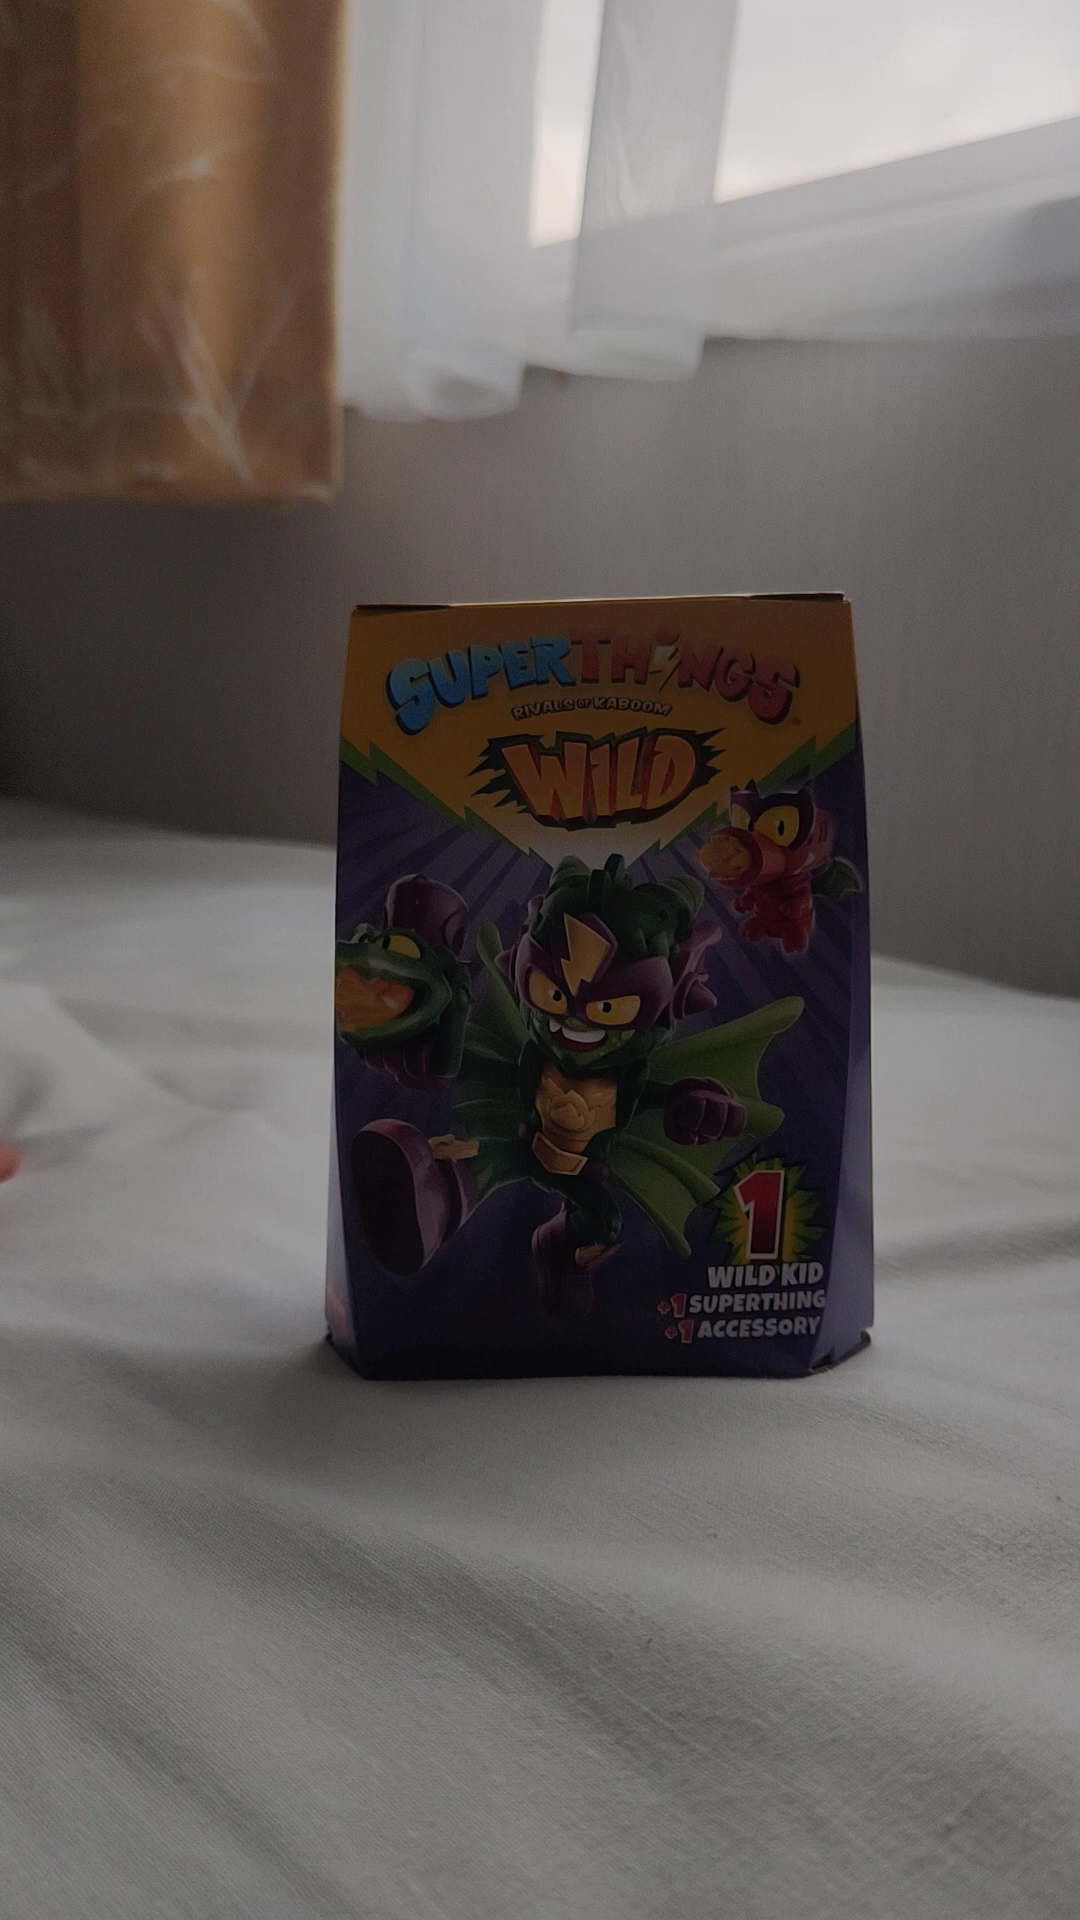 SUPERTHINGS
RIVALS OF KABOOM
WILD
1
WILD KID
+1 SUPERTHING
+1 ACCESSORY